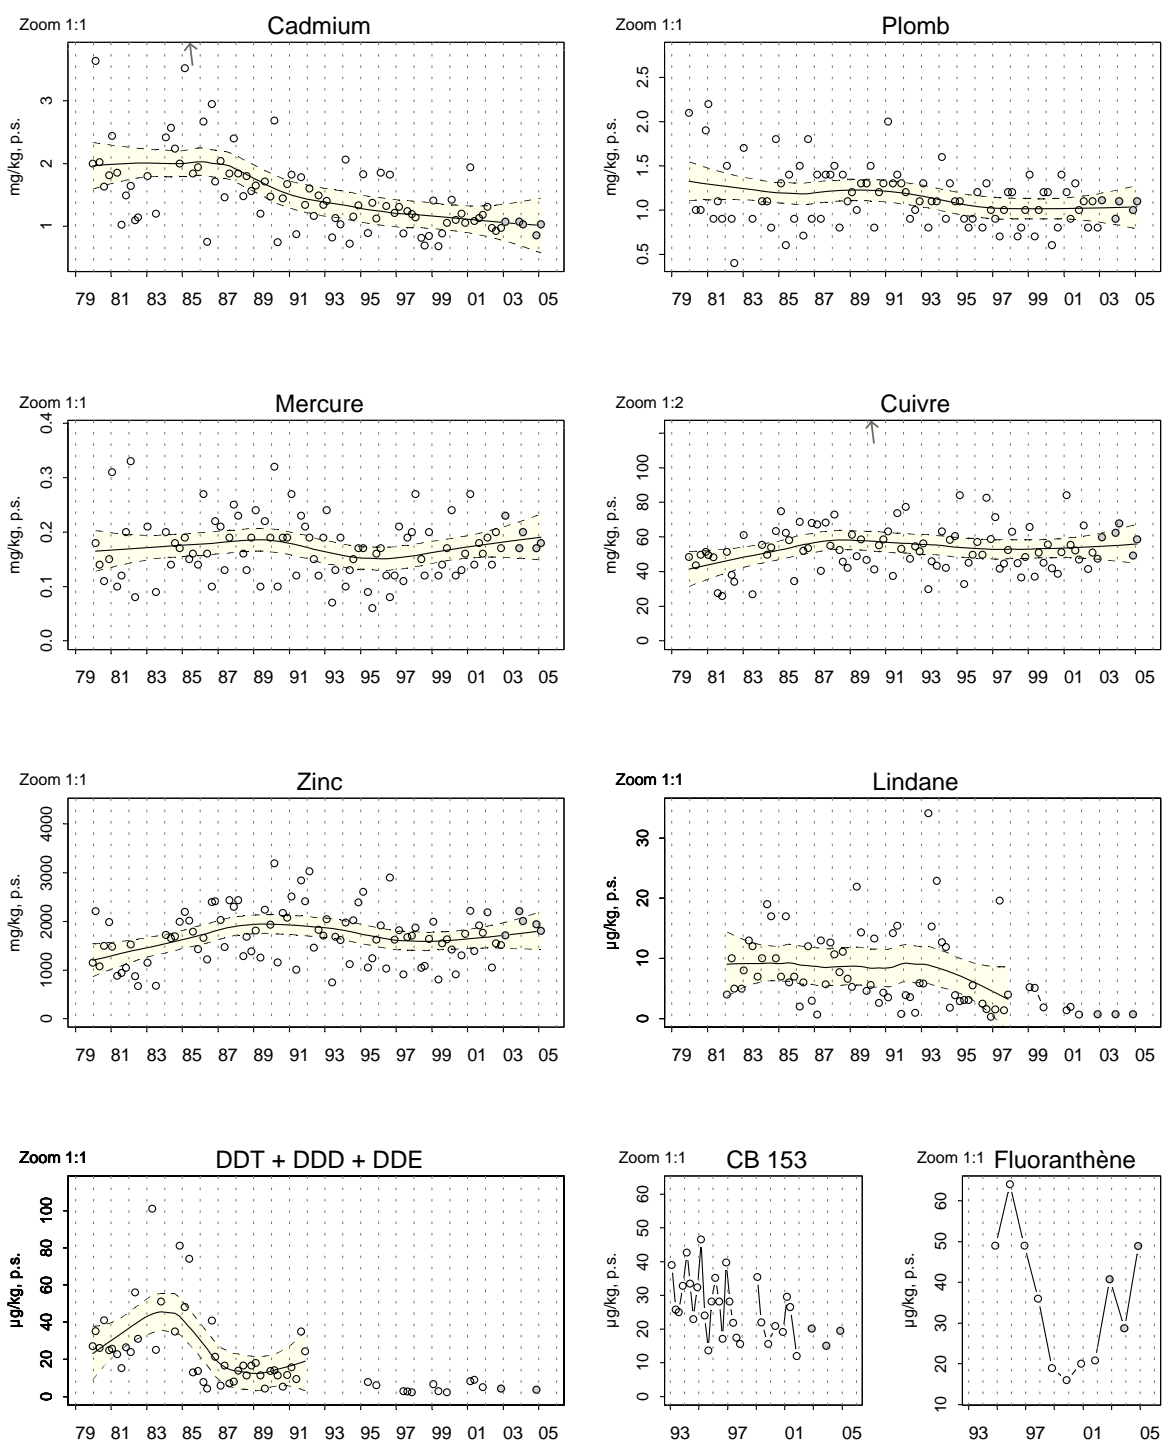 Zoom 1:1 Cadmium
mg/kg, p.s.
3
2
1
79 81 83 85 87 89 91 93 95 97 99 01 03 05
Zoom 1:1 Plomb
mg/kg, p.s.
2.5
2.0
1.5
1.0
0.5
79 81 83 85 87 89 91 93 95 97 99 01 03 05
Zoom 1:1 Mercure
mg/kg, p.s.
0.4
0.3
0.2
0.1
0.0
79 81 83 85 87 89 91 93 95 97 99 01 03 05
Zoom 1:2 Cuivre
mg/kg, p.s.
100
80
60
40
20
0
79 81 83 85 87 89 91 93 95 97 99 01 03 05
Zoom 1:1 Zinc
mg/kg, p.s.
4000
3000
2000
1000
0
79 81 83 85 87 89 91 93 95 97 99 01 03 05
Zoom 1:1 Lindane
µg/kg, p.s.
30
20
10
0
79 81 83 85 87 89 91 93 95 97 99 01 03 05
Zoom 1:1 DDT + DDD + DDE
µg/kg, p.s.
100
80
60
40
20
0
79 81 83 85 87 89 91 93 95 97 99 01 03 05
Zoom 1:1 CB 153
µg/kg, p.s.
60
50
40
30
20
10
0
93 97 01 05
Zoom 1:1 Fluoranthène
µg/kg, p.s.
60
50
40
30
20
10
93 97 01 05